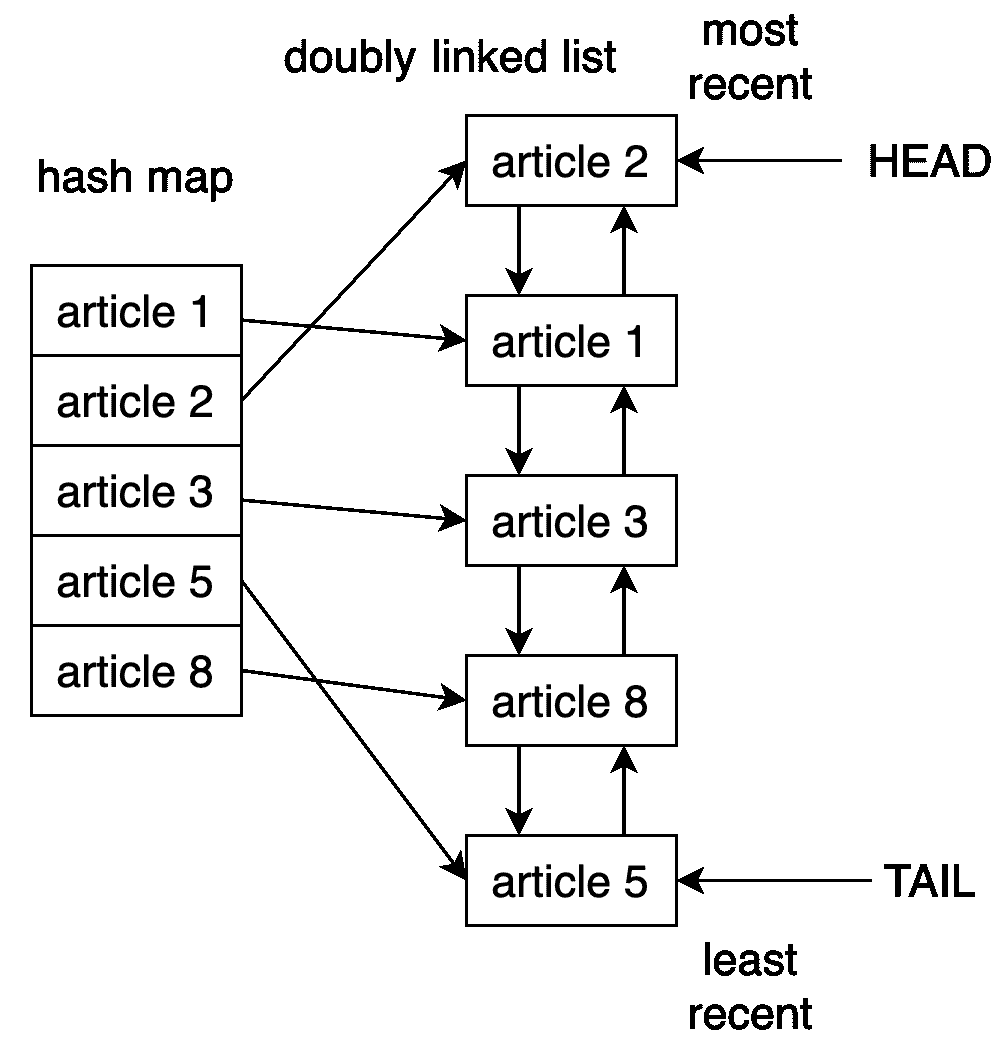 doubly linked list
most
recent
hash map
article 1
article 2
article 3
article 5
article 8
article 2
HEAD
article 1
article 3
article 8
article 5
TAIL
least
recent